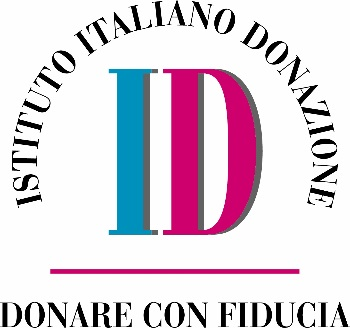 ISTITUTO ITALIANO DONAZIONE
ID
DONARE CON FIDUCIA